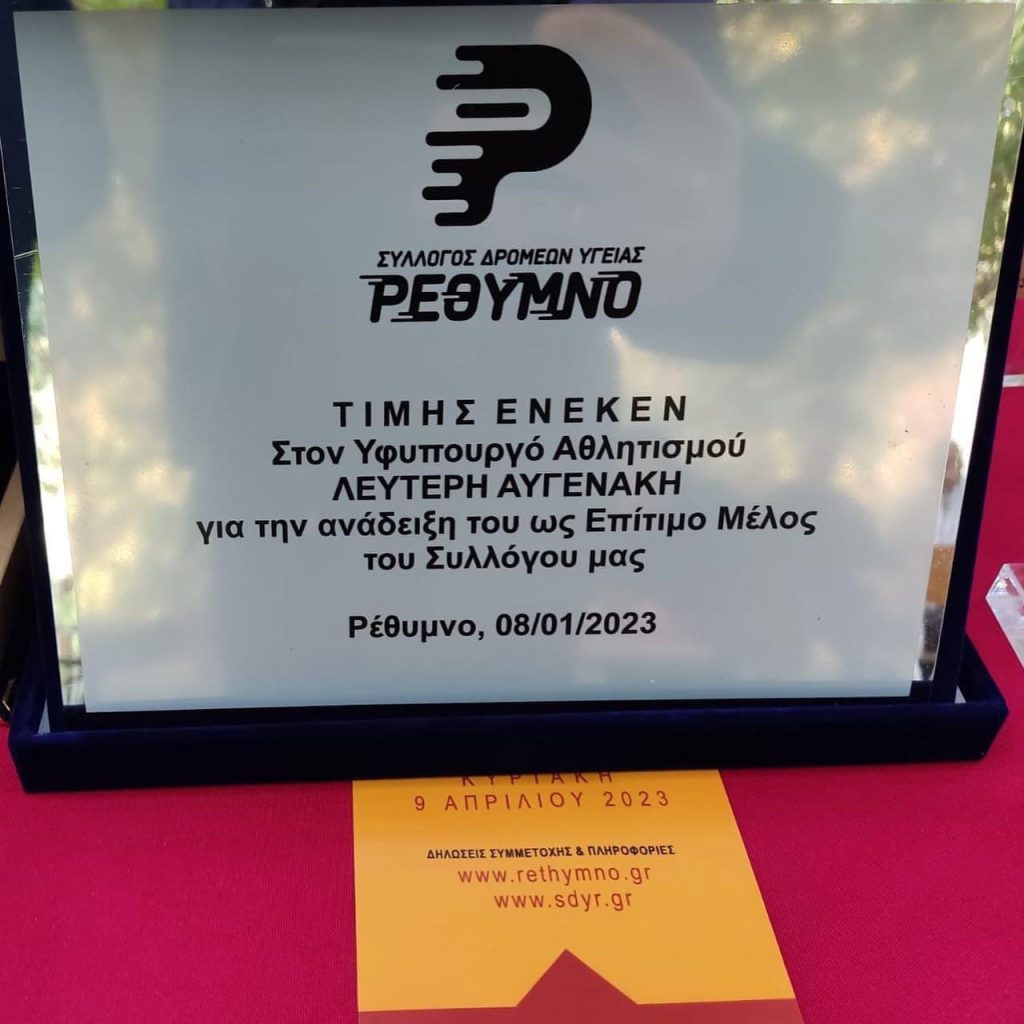 ΣΥΛΛΟΓΟΣ ΔΡΟΜΕΩΝ ΥΓΕΙΑΣ
ΡΕΘΥΜΝΟ
ΤΙΜΗΣ ΕΝΕΚΕΝ
Στον Υφυπουργό Αθλητισμού
ΛΕΥΤΕΡΗ ΑΥΓΕΝΑΚΗ
για την ανάδειξη του ως Επίτιμο Μέλος
του Συλλόγου μας
Ρέθυμνο, 08/01/2023
ΚΥΡΙΑΚΗ
9 ΑΠΡΙΛΙΟΥ 2023
ΔΗΛΩΣΕΙΣ ΣΥΜΜΕΤΟΧΗΣ & ΠΛΗΡΟΦΟΡΙΕΣ
www.rethymno.gr
www.sdyr.gr